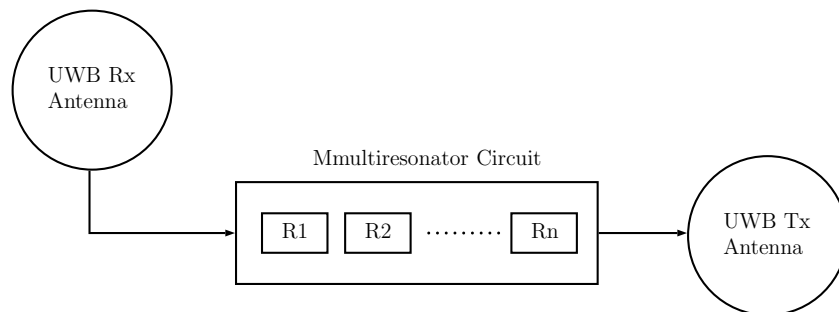 UWB Rx
Antenna
Mmultiresonator Circuit
R1 R2 ......... Rn
UWB Tx
Antenna